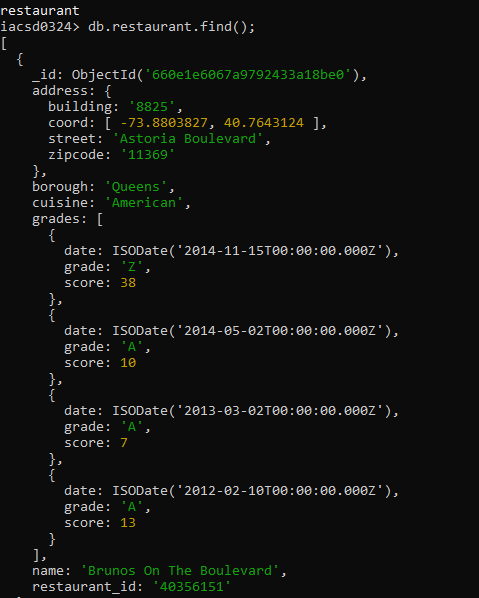 restaurant
iacsd0324> db.restaurant.find();
[
  {
    _id: ObjectId('660e1e6067a9792433a18be0'),
    address: {
      building: '8825',
      coord: [ -73.8803827, 40.7643124 ],
      street: 'Astoria Boulevard',
      zipcode: '11369'
    },
    borough: 'Queens',
    cuisine: 'American',
    grades: [
      {
        date: ISODate('2014-11-15T00:00:00.000Z'),
        grade: 'Z',
        score: 38
      },
      {
        date: ISODate('2014-05-02T00:00:00.000Z'),
        grade: 'A',
        score: 10
      },
      {
        date: ISODate('2013-03-02T00:00:00.000Z'),
        grade: 'A',
        score: 7
      },
      {
        date: ISODate('2012-02-10T00:00:00.000Z'),
        grade: 'A',
        score: 13
      }
    ],
    name: 'Brunos On The Boulevard',
    restaurant_id: '40356151'